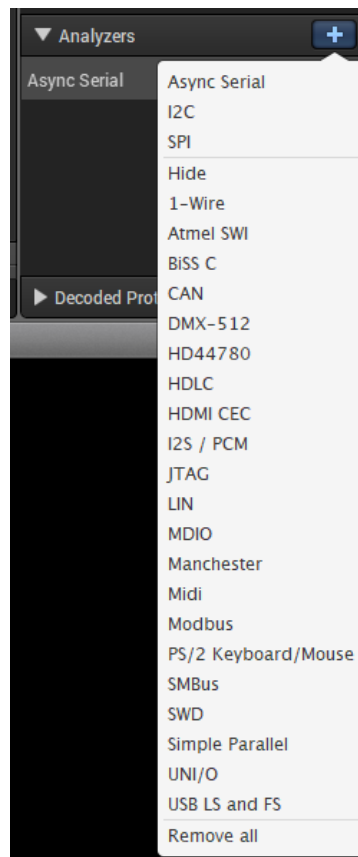 Analyzers
Async Serial
Decoded Prot
Async Serial
I2C
SPI
Hide
1-Wire
Atmel SWI
BiSS C
CAN
DMX-512
HD44780
HDLC
HDMI CEC
I2S / PCM
JTAG
LIN
MDIO
Manchester
Midi
Modbus
PS/2 Keyboard/Mouse
SMBus
SWD
Simple Parallel
UNI/O
USB LS and FS
Remove all